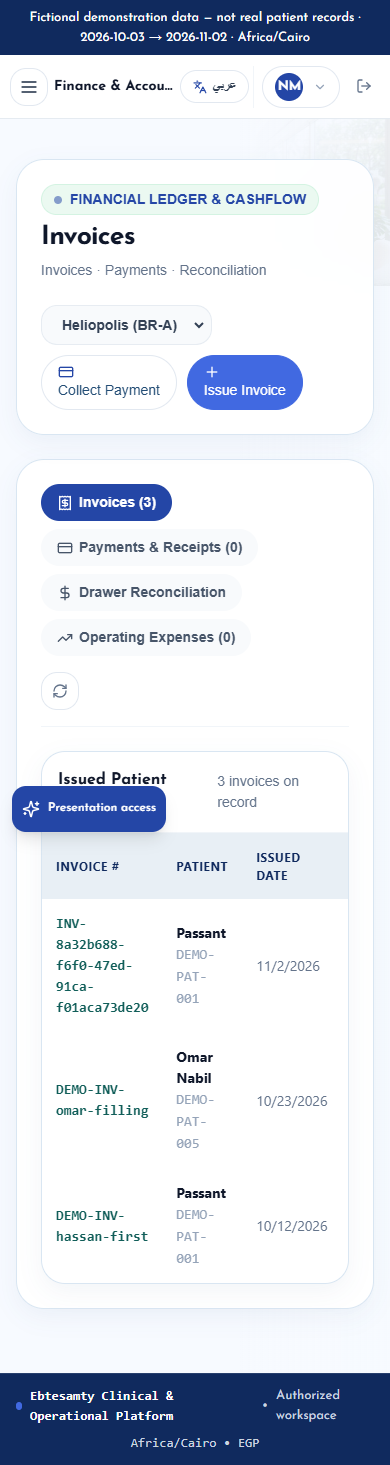 Fictional demonstration data — not real patient records ·
2026-10-03 → 2026-11-02 · Africa/Cairo
Finance & Accou...
عربي
NM
FINANCIAL LEDGER & CASHFLOW
Invoices
Invoices · Payments · Reconciliation
Heliopolis (BR-A)
Collect Payment
Issue Invoice
Invoices (3)
Payments & Receipts (0)
Drawer Reconciliation
Operating Expenses (0)
Issued Patient
3 invoices on
record
Presentation access
INVOICE #
PATIENT
ISSUED
DATE
INV-
8a32b688-
f6f0-47ed-
91ca-
f01aca73de20
Passant
DEMO-
PAT-
001
11/2/2026
DEMO-INV-
omar-filling
Omar
Nabil
DEMO-
PAT-
005
10/23/2026
DEMO-INV-
hassan-first
Passant
DEMO-
PAT-
001
10/12/2026
Ebtesamty Clinical &
Operational Platform
• Authorized
workspace
Africa/Cairo • EGP